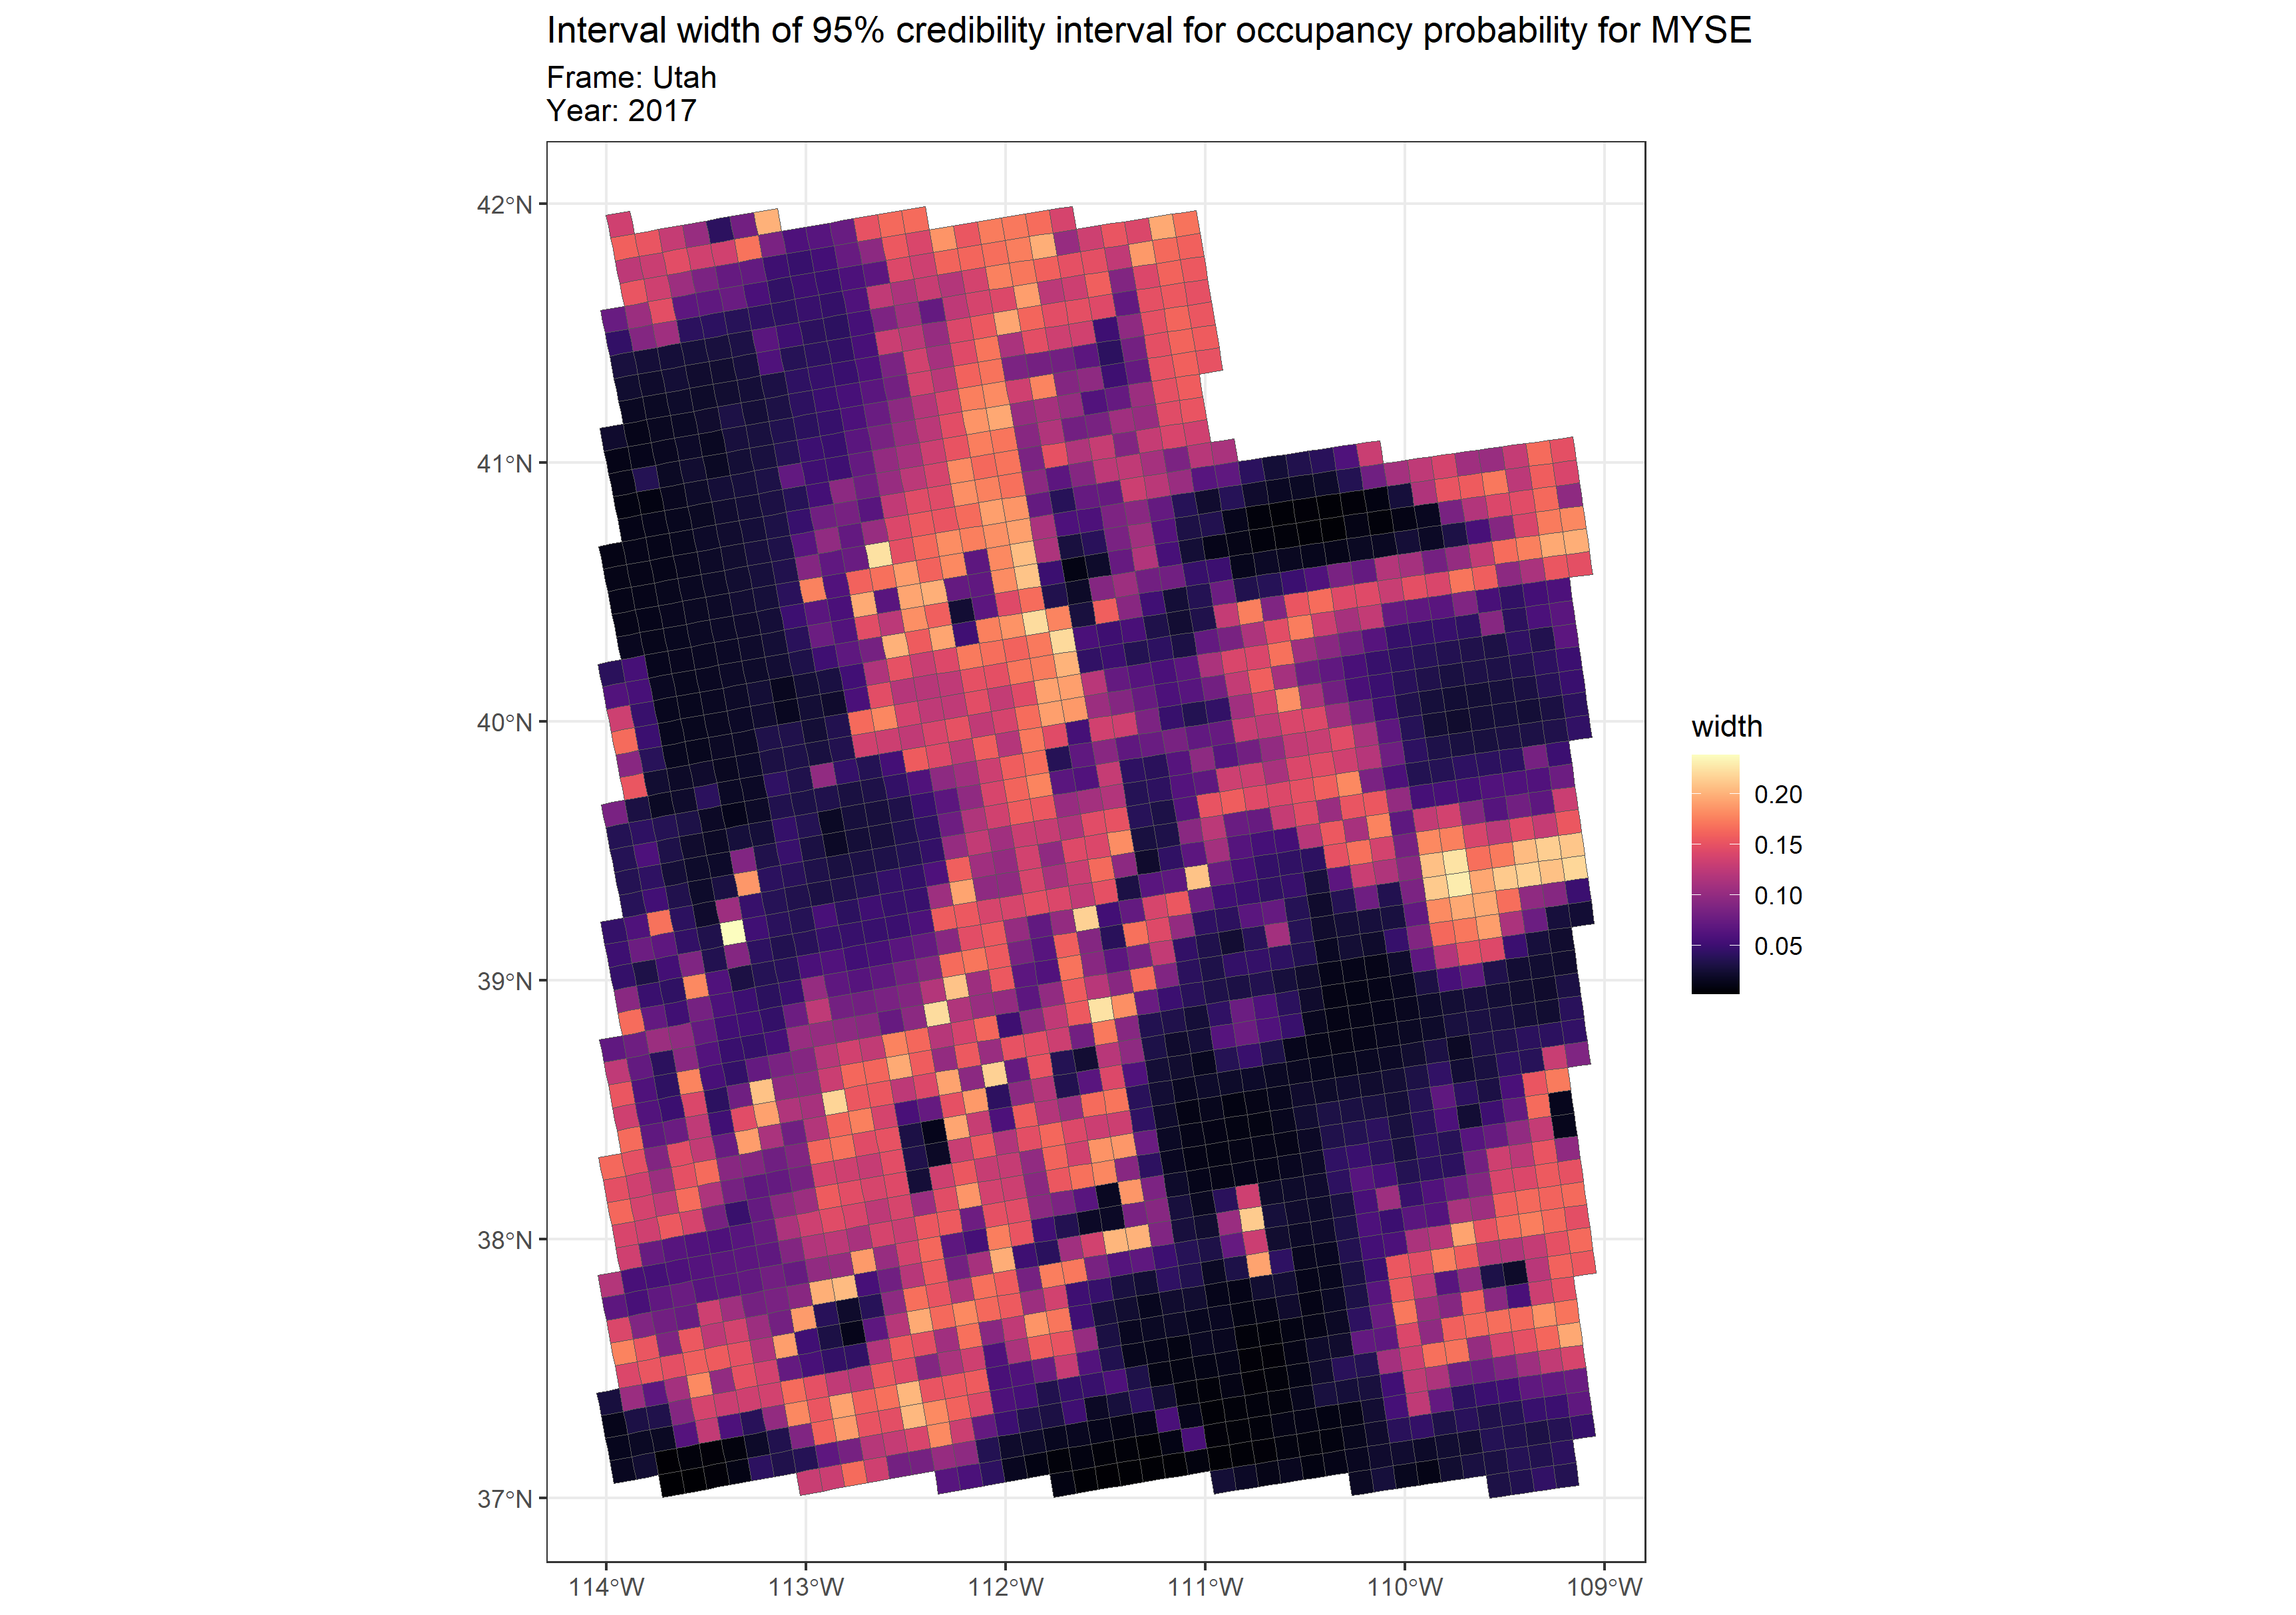 Interval width of 95% credibility interval for occupancy probability for MYSE
Frame: Utah
Year: 2017
42°N
41°N
40°N
39°N
38°N
37°N
114°W
113°W
112°W
111°W
110°W
109°W
width
0.20
0.15
0.10
0.05